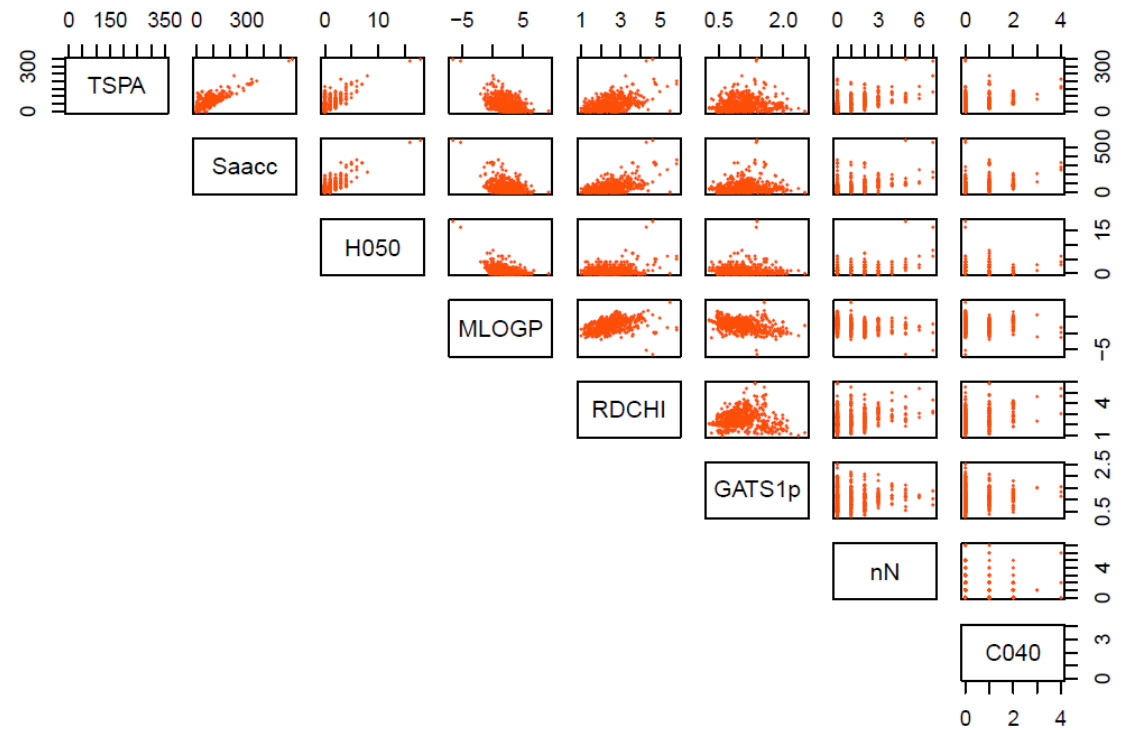 0 150 350 0 300 0 10 −5 5 1 3 5 0.5 2.0 0 3 6 0 2 4
0 300 TSPA 0 300
Saacc 0 500
H050 0 15
MLOGP −5
RDCHI 1 4
GATS1p 0.5 2.5
nN 0 4
C040 0 3
0 2 4